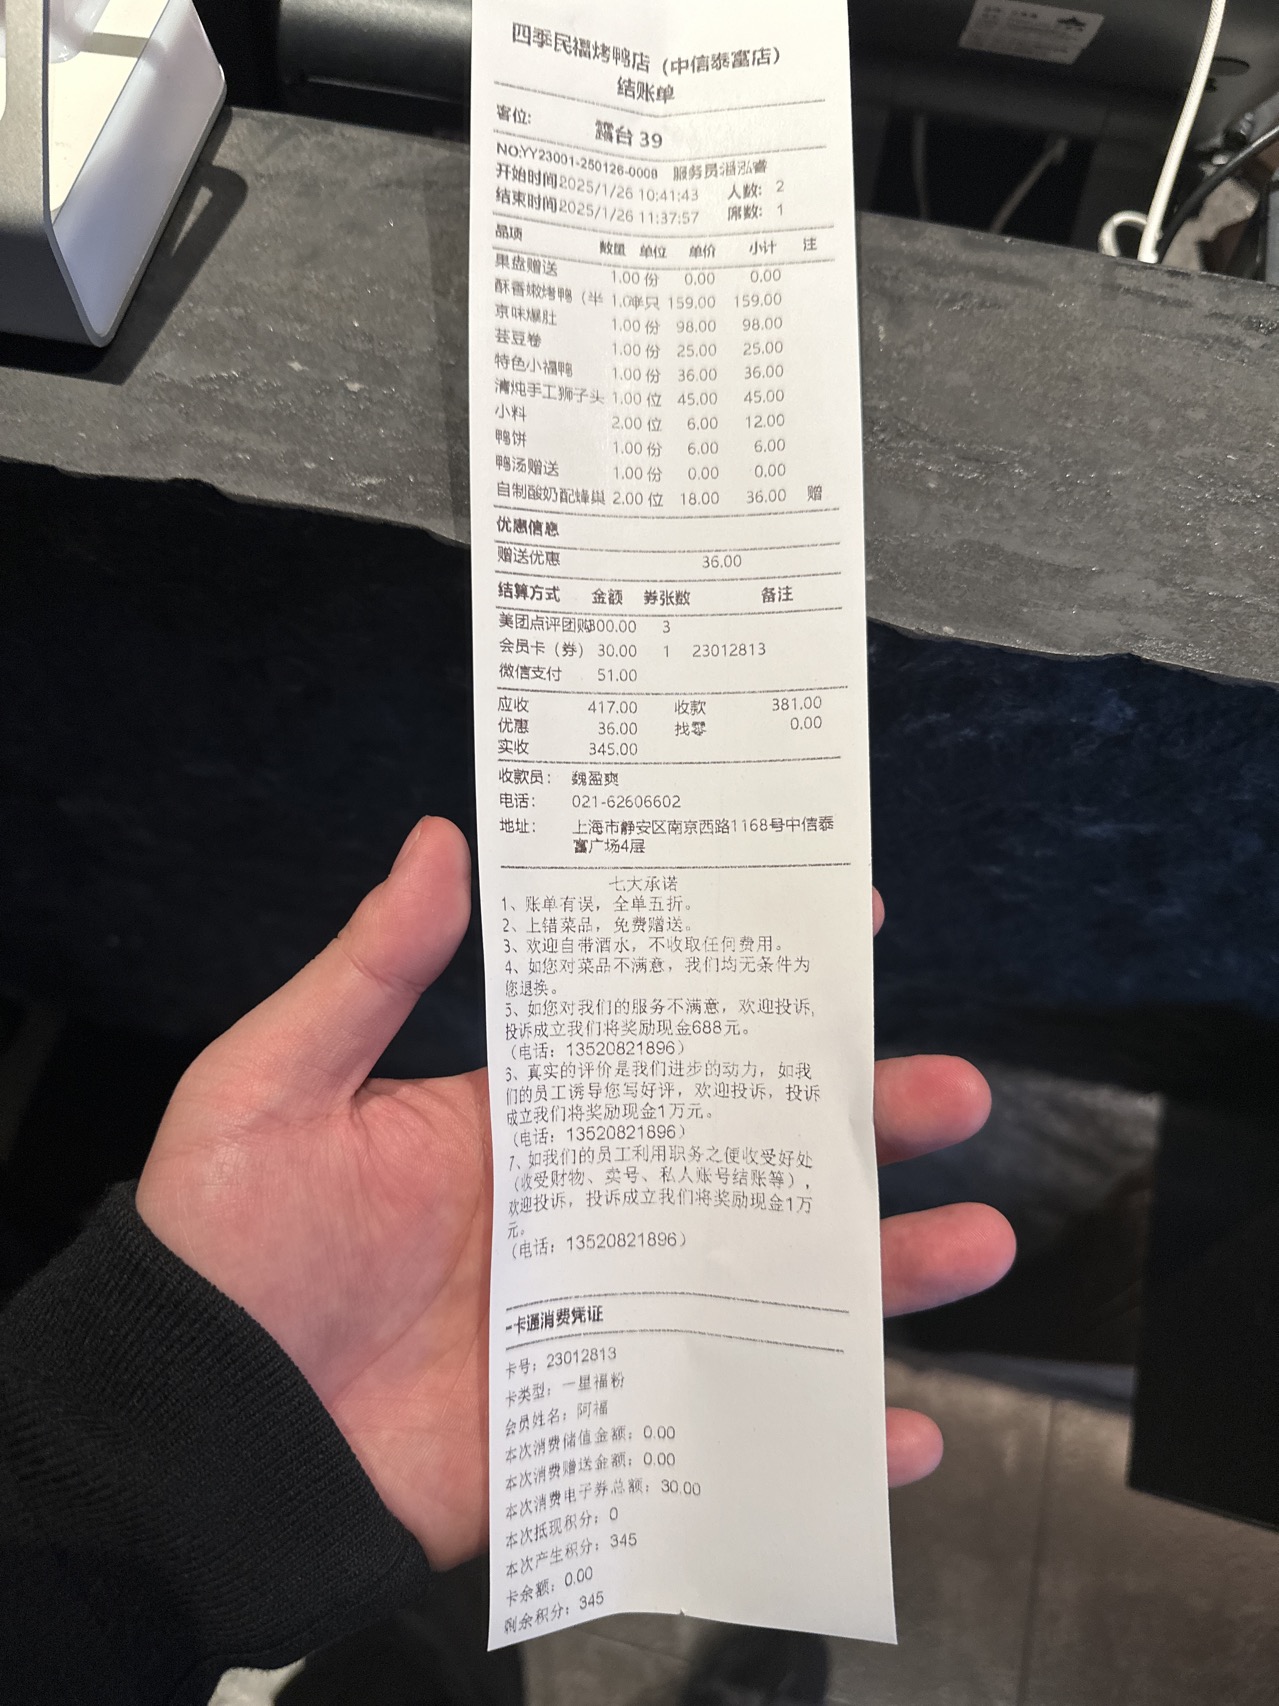 四季民福烤鸭店（中信泰富店）
结账单
客位： 露台 39
NO:YY23001-250126-0008 服务员:潘泓睿
开始时间2025/1/26 10:41:43 人数： 2
结束时间2025/1/26 11:37:57 席数： 1
品项 数量 单位 单价 小计 注
果盘赠送 1.00 份 0.00 0.00
酥香嫩烤鸭（半 1.00半只 159.00 159.00
京味爆肚 1.00 份 98.00 98.00
芸豆卷 1.00 份 25.00 25.00
特色小福鸭 1.00 份 36.00 36.00
清炖手工狮子头 1.00 位 45.00 45.00
小料 2.00 位 6.00 12.00
鸭饼 1.00 份 6.00 6.00
鸭汤赠送 1.00 份 0.00 0.00
自制酸奶配蜂巢 2.00 位 18.00 36.00 赠
优惠信息
赠送优惠 36.00
结算方式 金额 券张数 备注
美团点评团购300.00 3
会员卡（券） 30.00 1 23012813
微信支付 51.00
应收 417.00 收款 381.00
优惠 36.00 找零 0.00
实收 345.00
收款员： 魏盈爽
电话： 021-62606602
地址： 上海市静安区南京西路1168号中信泰
富广场4层
七大承诺
1、账单有误，全单五折。
2、上错菜品，免费赠送。
3、欢迎自带酒水，不收取任何费用。
4、如您对菜品不满意，我们均无条件为
您退换。
5、如您对我们的服务不满意，欢迎投诉，
投诉成立我们将奖励现金688元。
（电话：13520821896）
6、真实的评价是我们进步的动力，如我
们的员工诱导您写好评，欢迎投诉，投诉
成立我们将奖励现金1万元。
（电话：13520821896）
7、如我们的员工利用职务之便收受好处
（收受财物、卖号、私人账号结账等），
欢迎投诉，投诉成立我们将奖励现金1万
元。
（电话：13520821896）
一卡通消费凭证
卡号：23012813
卡类型：一星福粉
会员姓名：阿福
本次消费储值金额：0.00
本次消费赠送金额：0.00
本次消费电子券总额：30.00
本次抵现积分：0
本次产生积分：345
卡余额：0.00
剩余积分：345